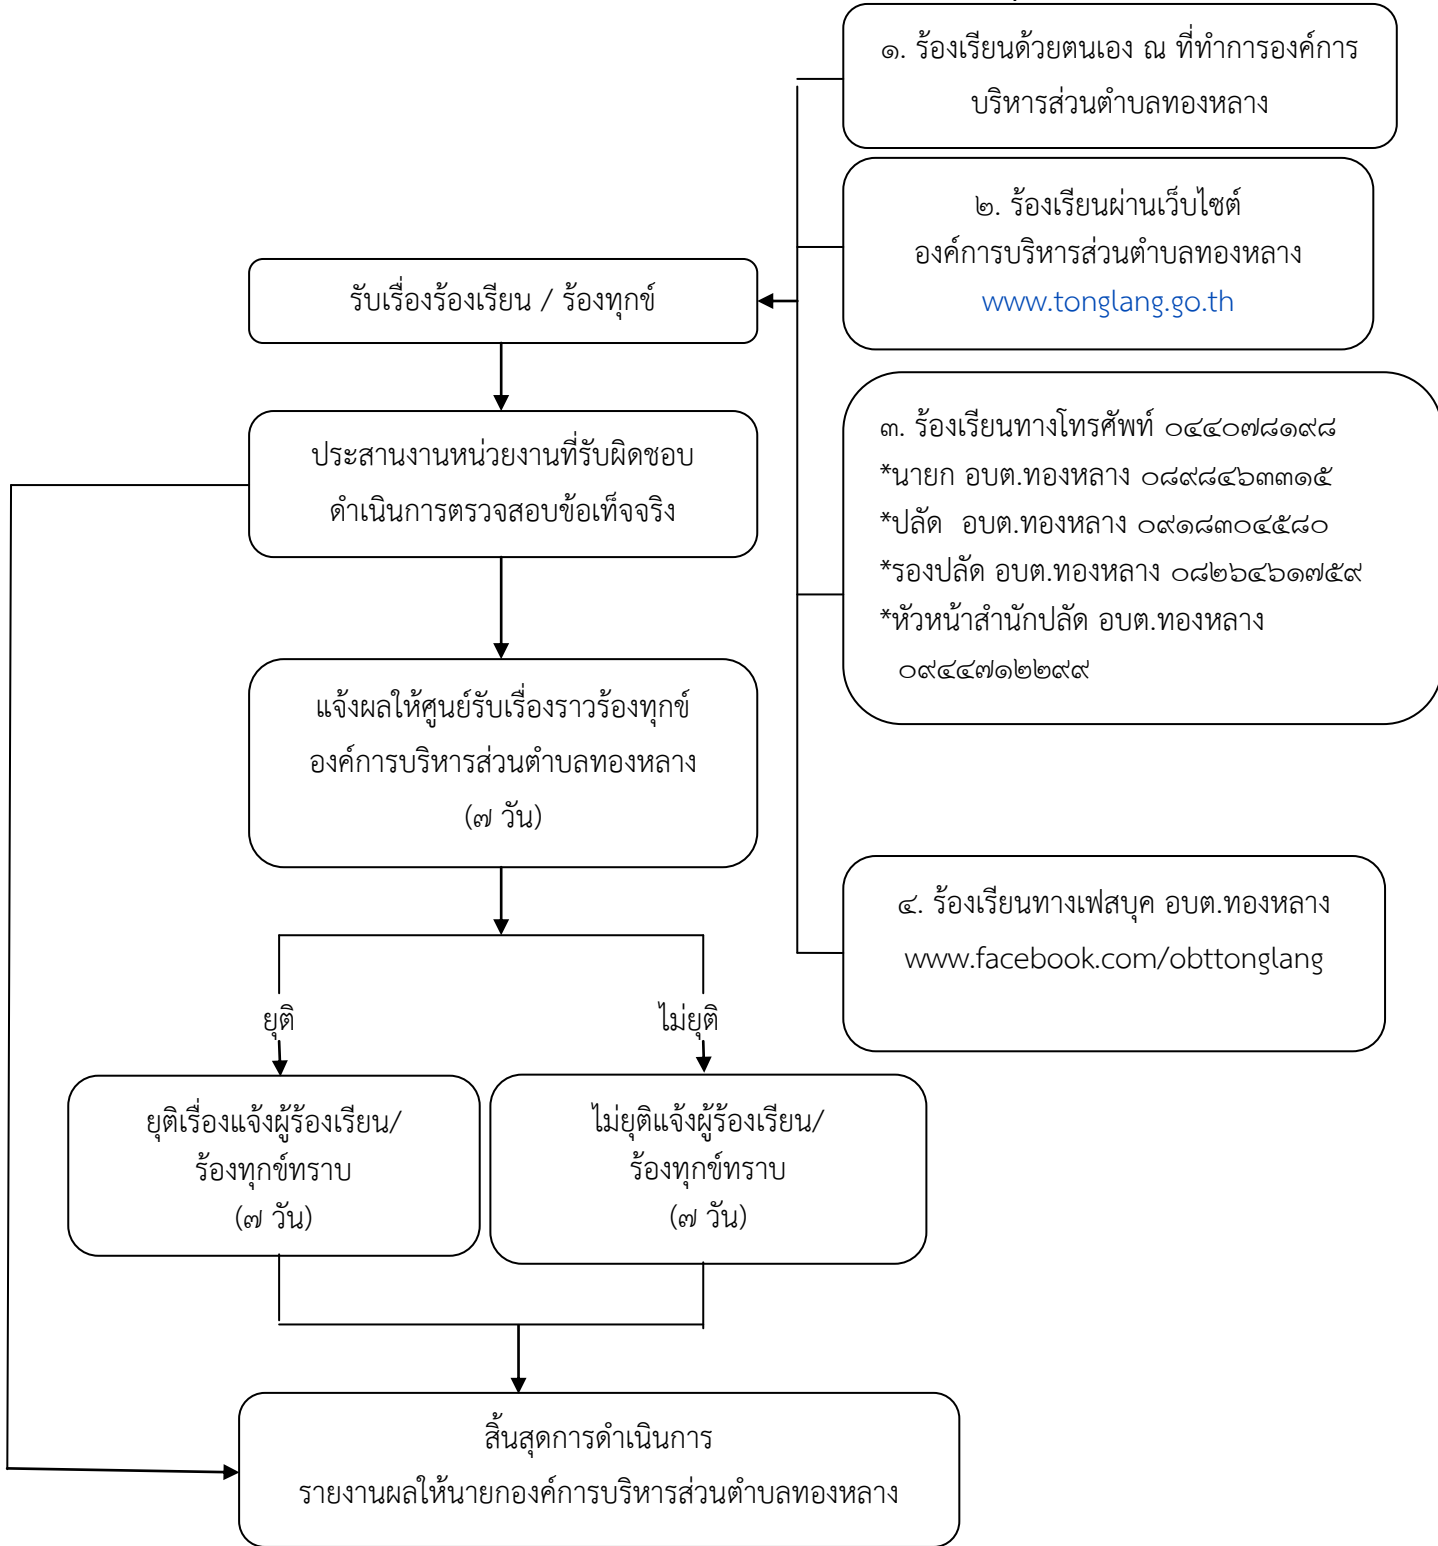 ๑. ร้องเรียนด้วยตนเอง ณ ที่ทำการองค์การ
บริหารส่วนตำบลทองหลาง
๒. ร้องเรียนผ่านเว็บไซต์
องค์การบริหารส่วนตำบลทองหลาง
www.tonglang.go.th
รับเรื่องร้องเรียน / ร้องทุกข์
๓. ร้องเรียนทางโทรศัพท์ ๐๔๔๐๗๘๑๙๘
*นายก อบต.ทองหลาง ๐๘๙๘๔๖๓๓๑๕
*ปลัด อบต.ทองหลาง ๐๙๑๘๓๐๔๕๘๐
*รองปลัด อบต.ทองหลาง ๐๘๒๖๔๖๑๗๕๙
*หัวหน้าสำนักปลัด อบต.ทองหลาง
๐๙๔๔๗๑๒๒๙๙
ประสานงานหน่วยงานที่รับผิดชอบ
ดำเนินการตรวจสอบข้อเท็จจริง
แจ้งผลให้ศูนย์รับเรื่องราวร้องทุกข์
องค์การบริหารส่วนตำบลทองหลาง
(๗ วัน)
๔. ร้องเรียนทางเฟสบุค อบต.ทองหลาง
www.facebook.com/obttonglang
ยุติ
ไม่ยุติ
ยุติเรื่องแจ้งผู้ร้องเรียน/
ร้องทุกข์ทราบ
(๗ วัน)
ไม่ยุติแจ้งผู้ร้องเรียน/
ร้องทุกข์ทราบ
(๗ วัน)
สิ้นสุดการดำเนินการ
รายงานผลให้นายกองค์การบริหารส่วนตำบลทองหลาง